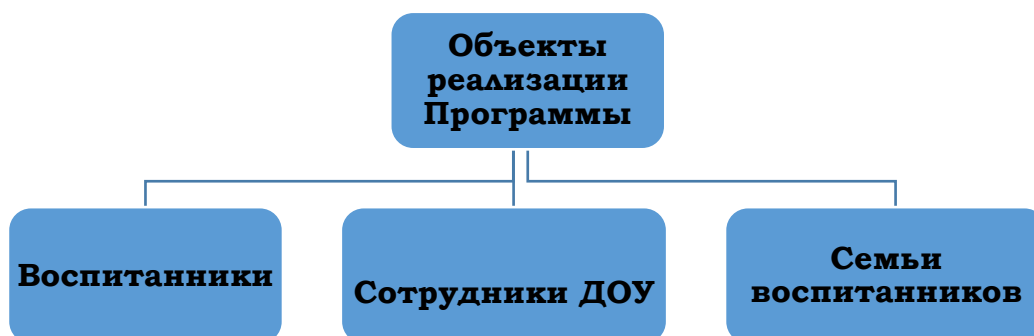 Объекты
реализации
Программы
Воспитанники
Сотрудники ДОУ
Семьи
воспитанников